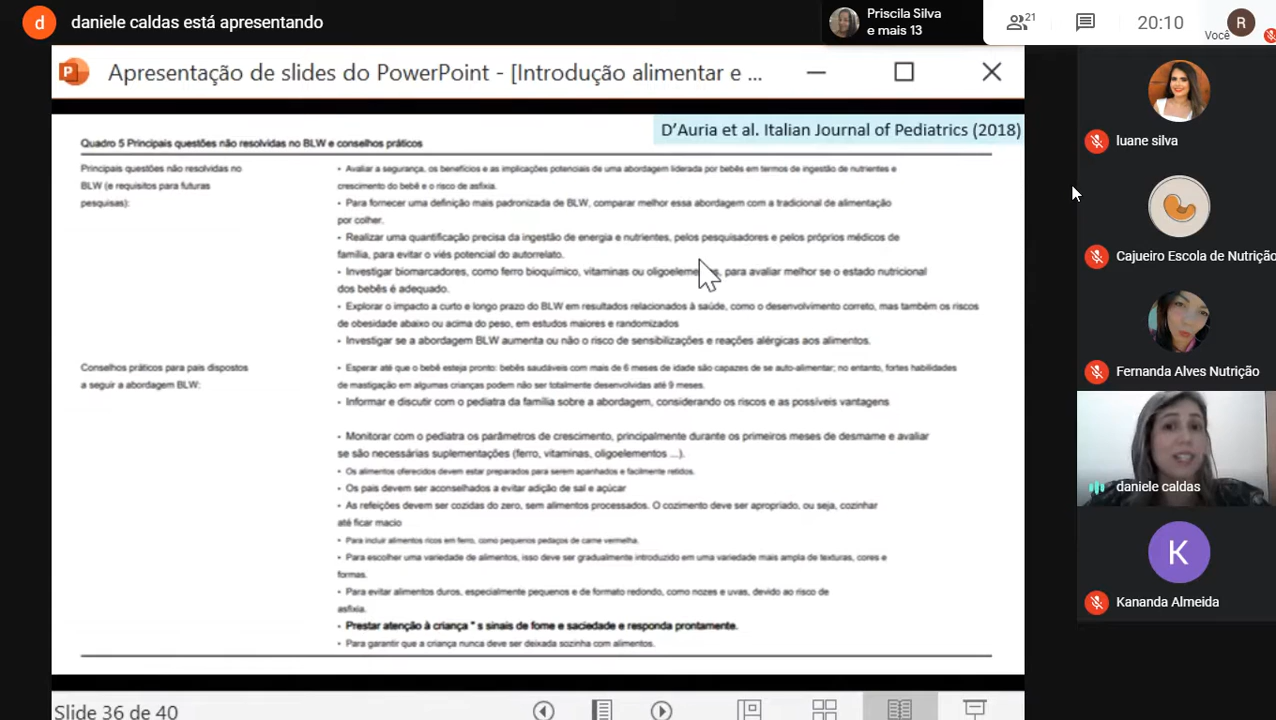 d daniele caldas está apresentando
Priscila Silva
e mais 13
21
20:10
Você
R
P Apresentação de slides do PowerPoint - [Introdução alimentar e ...
D'Auria et al. Italian Journal of Pediatrics (2018)
Quadro 5 Principais questões não resolvidas no BLW e conselhos práticos
Principais questões não resolvidas no
BLW (e requisitos para futuras
pesquisas):
• Avaliar a segurança, os benefícios e as implicações potenciais de uma abordagem liderada por bebês em termos de ingestão de nutrientes e
crescimento do bebê e o risco de asfixia.
• Para fornecer uma definição mais padronizada de BLW, comparar melhor essa abordagem com a tradicional de alimentação
por colher.
• Realizar uma quantificação precisa da ingestão de energia e nutrientes, pelos pesquisadores e pelos próprios médicos de
família, para evitar o viés potencial do autorrelato.
• Investigar biomarcadores, como ferro bioquímico, vitaminas ou oligoelementos, para avaliar melhor se o estado nutricional
dos bebês é adequado.
• Explorar o impacto a curto e longo prazo do BLW em resultados relacionados à saúde, como o desenvolvimento correto, mas também os riscos
de obesidade abaixo ou acima do peso, em estudos maiores e randomizados
• Investigar se a abordagem BLW aumenta ou não o risco de sensibilizações e reações alérgicas aos alimentos.
Conselhos práticos para pais dispostos
a seguir a abordagem BLW:
• Esperar até que o bebê esteja pronto: bebês saudáveis com mais de 6 meses de idade são capazes de se auto-alimentar; no entanto, fortes habilidades
de mastigação em algumas crianças podem não ser totalmente desenvolvidas até 9 meses.
• Informar e discutir com o pediatra da família sobre a abordagem, considerando os riscos e as possíveis vantagens
• Monitorar com o pediatra os parâmetros de crescimento, principalmente durante os primeiros meses de desmame e avaliar
se são necessárias suplementações (ferro, vitaminas, oligoelementos ...).
• Os alimentos oferecidos devem estar preparados para serem apanhados e facilmente retidos.
• Os pais devem ser aconselhados a evitar adição de sal e açúcar
• As refeições devem ser cozidas do zero, sem alimentos processados. O cozimento deve ser apropriado, ou seja, cozinhar
até ficar macio
• Para incluir alimentos ricos em ferro, como pequenos pedaços de carne vermelha.
• Para escolher uma variedade de alimentos, isso deve ser gradualmente introduzido em uma variedade mais ampla de texturas, cores e
formas.
• Para evitar alimentos duros, especialmente pequenos e de formato redondo, como nozes e uvas, devido ao risco de
asfixia.
• Prestar atenção à criança " s sinais de fome e saciedade e responda prontamente.
• Para garantir que a criança nunca deve ser deixada sozinha com alimentos.
Slide 36 de 40
luane silva
Cajueiro Escola de Nutrição
Fernanda Alves Nutrição
daniele caldas
K
Kananda Almeida